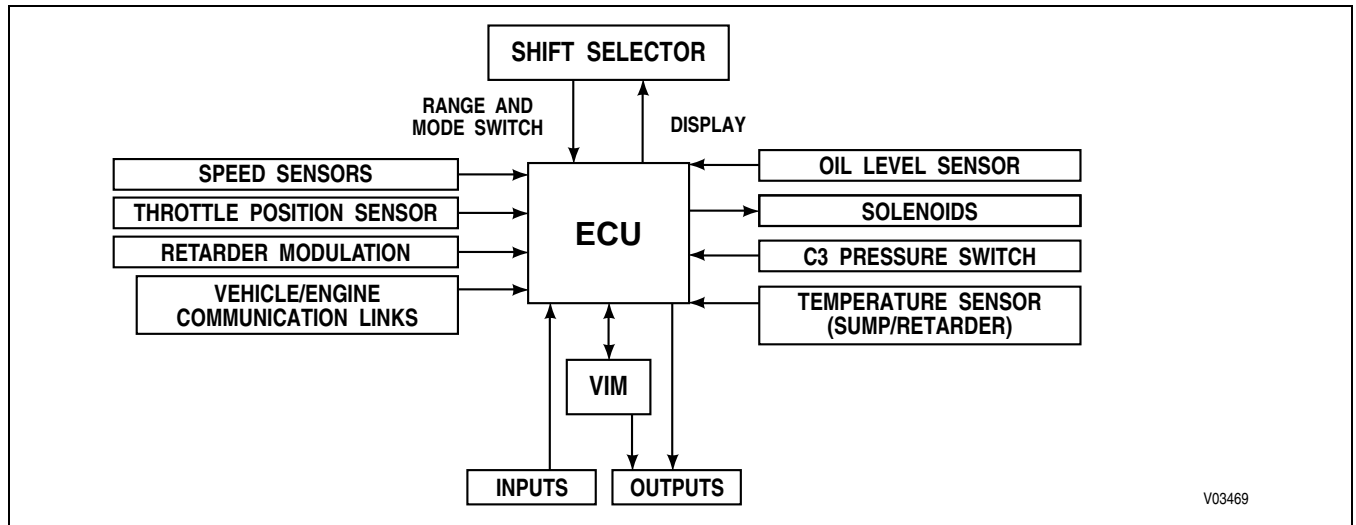 SHIFT SELECTOR
RANGE AND
MODE SWITCH
DISPLAY
SPEED SENSORS
THROTTLE POSITION SENSOR
RETARDER MODULATION
VEHICLE/ENGINE
COMMUNICATION LINKS
ECU
OIL LEVEL SENSOR
SOLENOIDS
C3 PRESSURE SWITCH
TEMPERATURE SENSOR
(SUMP/RETARDER)
VIM
INPUTS
OUTPUTS
V03469